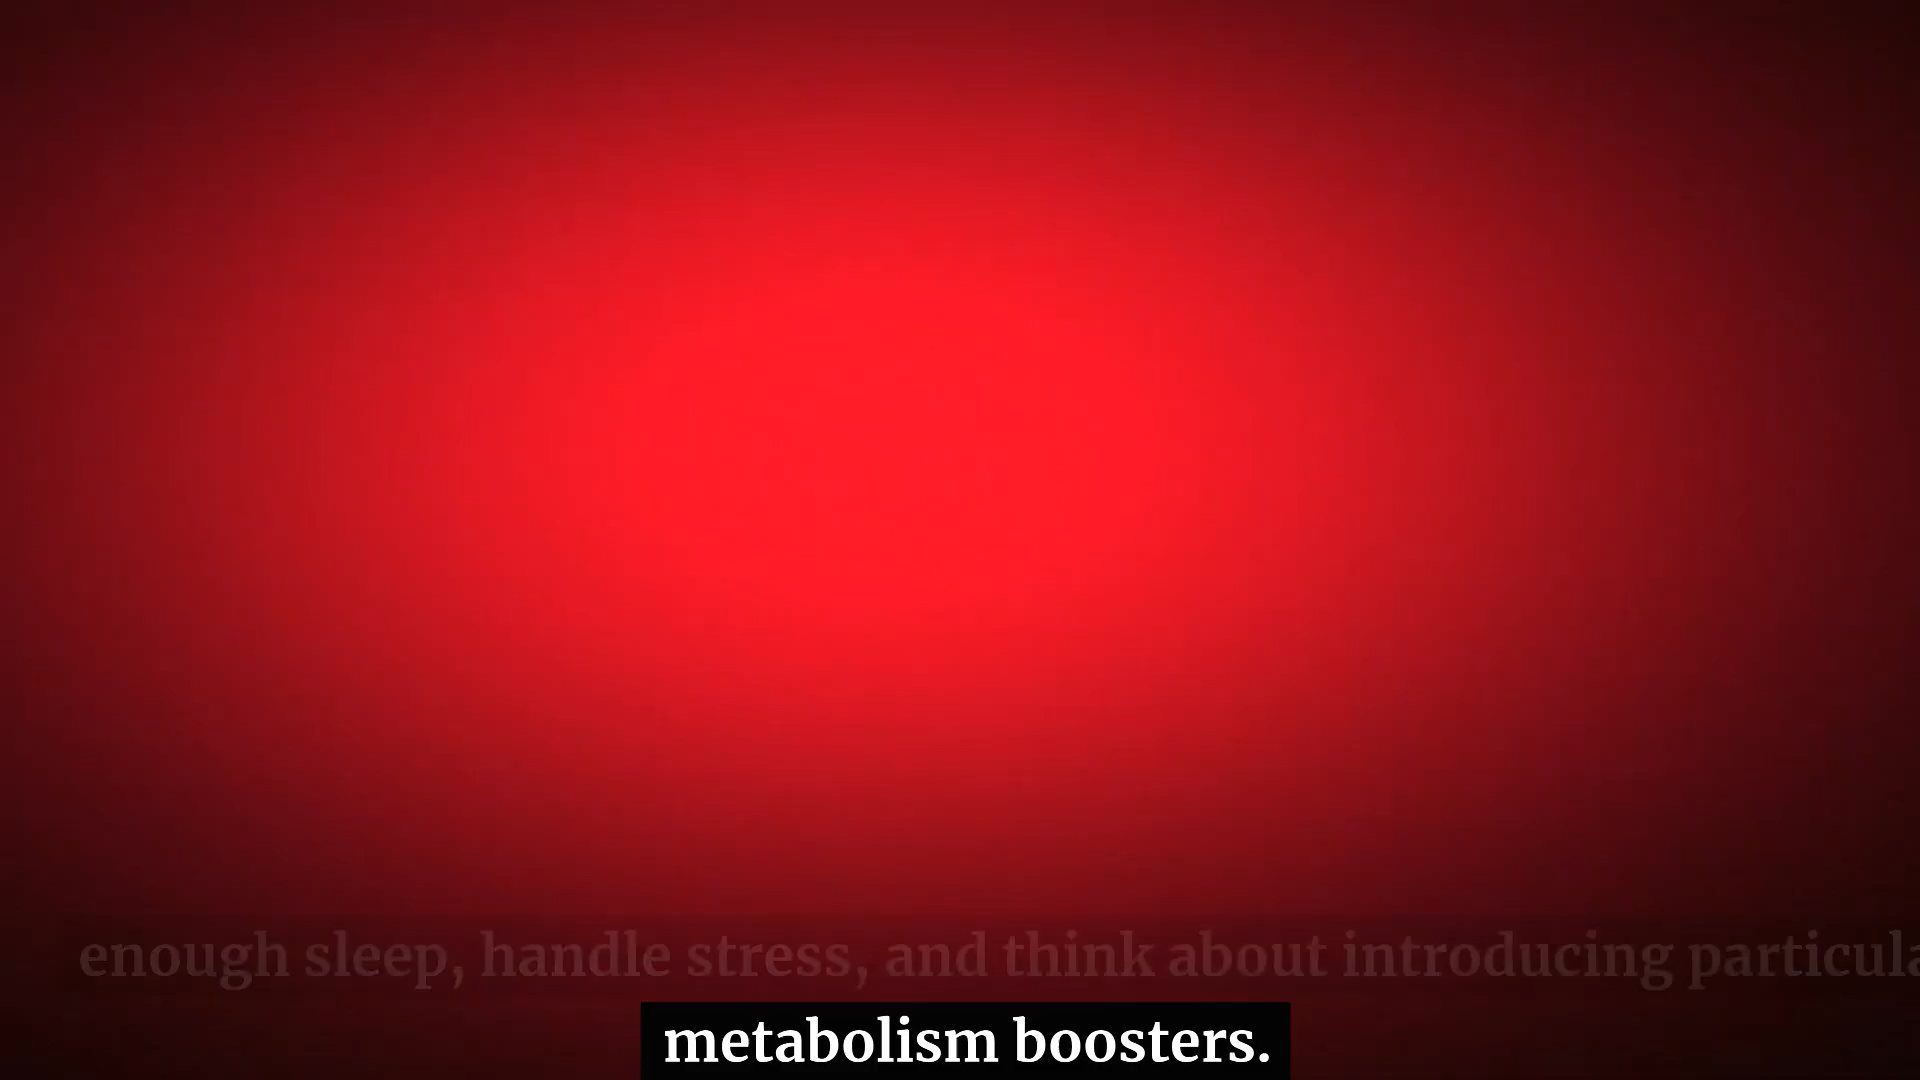 enough sleep, handle stress, and think about introducing particula
metabolism boosters.